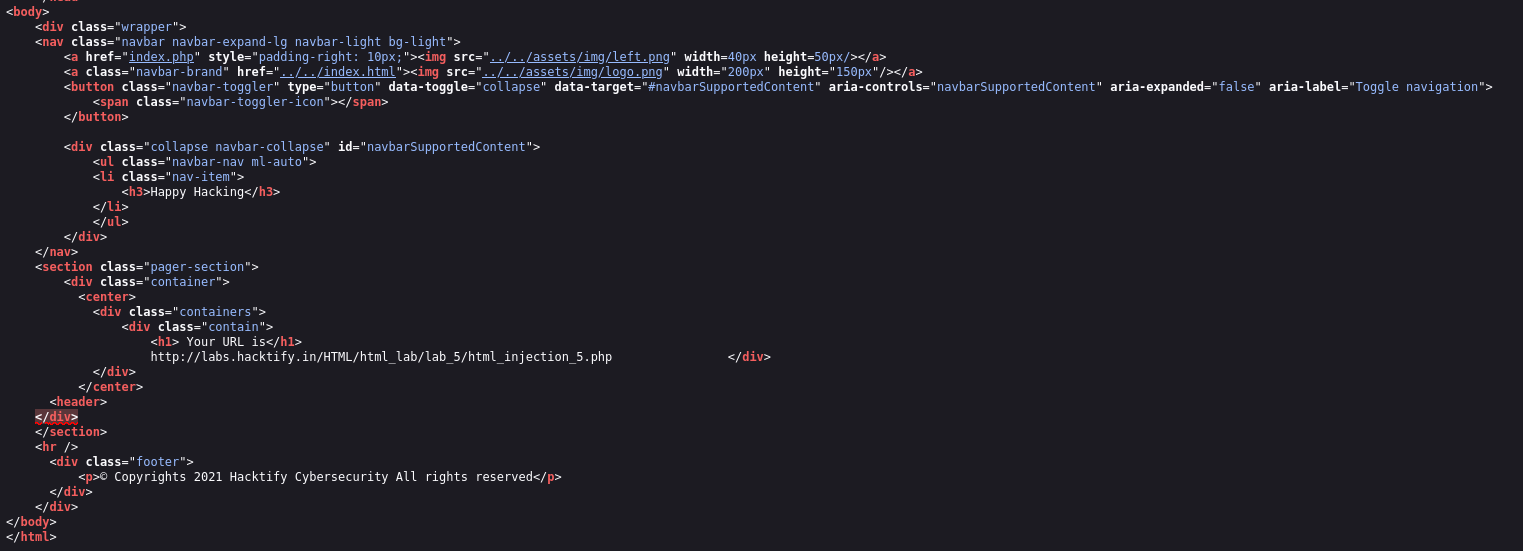 <body>
<div class="wrapper">
<nav class="navbar navbar-expand-lg navbar-light bg-light">
<a href="index.php" style="padding-right: 10px;"><img src="../../assets/img/left.png" width=40px height=50px/></a>
<a class="navbar-brand" href="../../index.html"><img src="../../assets/img/logo.png" width="200px" height="150px"/></a>
<button class="navbar-toggler" type="button" data-toggle="collapse" data-target="#navbarSupportedContent" aria-controls="navbarSupportedContent" aria-expanded="false" aria-label="Toggle navigation">
<span class="navbar-toggler-icon"></span>
</button>
<div class="collapse navbar-collapse" id="navbarSupportedContent">
<ul class="navbar-nav ml-auto">
<li class="nav-item">
<h3>Happy Hacking</h3>
</li>
</ul>
</div>
</nav>
<section class="pager-section">
<div class="container">
<center>
<div class="containers">
<div class="contain">
<h1> Your URL is</h1>
http://labs.hacktify.in/HTML/html_lab/lab_5/html_injection_5.php </div>
</div>
</center>
<header>
</div>
</section>
<hr />
<div class="footer">
<p>© Copyrights 2021 Hacktify Cybersecurity All rights reserved</p>
</div>
</div>
</body>
</html>